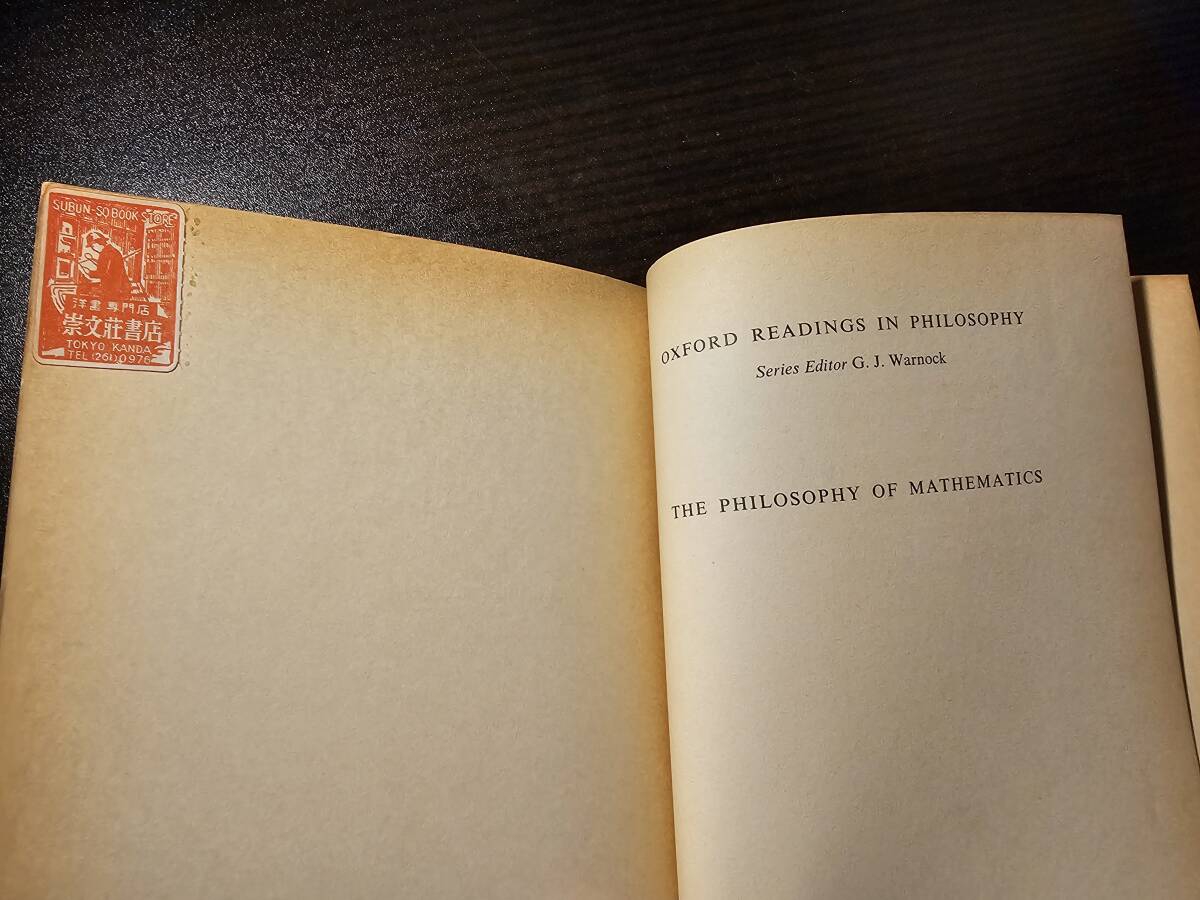 SUBUN-SO BOOK STORE
洋書専門店
崇文荘書店
TOKYO KANDA
TEL (261) 0976
OXFORD READINGS IN PHILOSOPHY
Series Editor G. J. Warnock
THE PHILOSOPHY OF MATHEMATICS